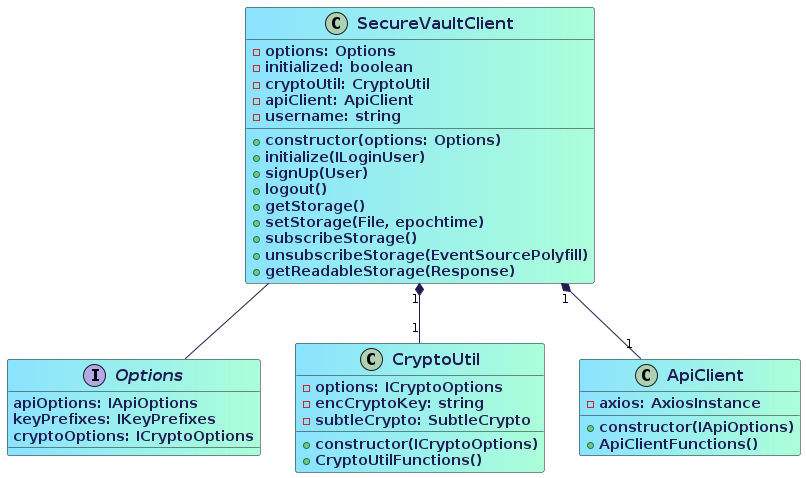 C SecureVaultClient
options: Options
initialized: boolean
cryptoUtil: CryptoUtil
apiClient: ApiClient
username: string
constructor(options: Options)
initialize(ILoginUser)
signUp(User)
logout()
getStorage()
setStorage(File, epochtime)
subscribeStorage()
unsubscribeStorage(EventSourcePolyfill)
getReadableStorage(Response)
1
1
1
1
I Options
apiOptions: IApiOptions
keyPrefixes: IKeyPrefixes
cryptoOptions: ICryptoOptions
C CryptoUtil
options: ICryptoOptions
encCryptoKey: string
subtleCrypto: SubtleCrypto
constructor(ICryptoOptions)
CryptoUtilFunctions()
C ApiClient
axios: AxiosInstance
constructor(IApiOptions)
ApiClientFunctions()